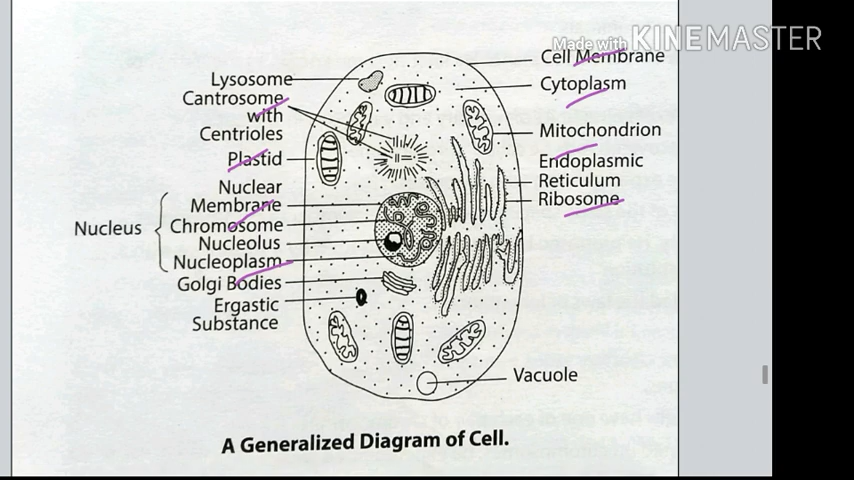 Made with KINEMASTER
Lysosome
Cantrosome
with
Centrioles
Plastid
Nuclear
Membrane
Nucleus
Chromosome
Nucleolus
Nucleoplasm
Golgi Bodies
Ergastic
Substance
Cell Membrane
Cytoplasm
Mitochondrion
Endoplasmic
Reticulum
Ribosome
Vacuole
A Generalized Diagram of Cell.